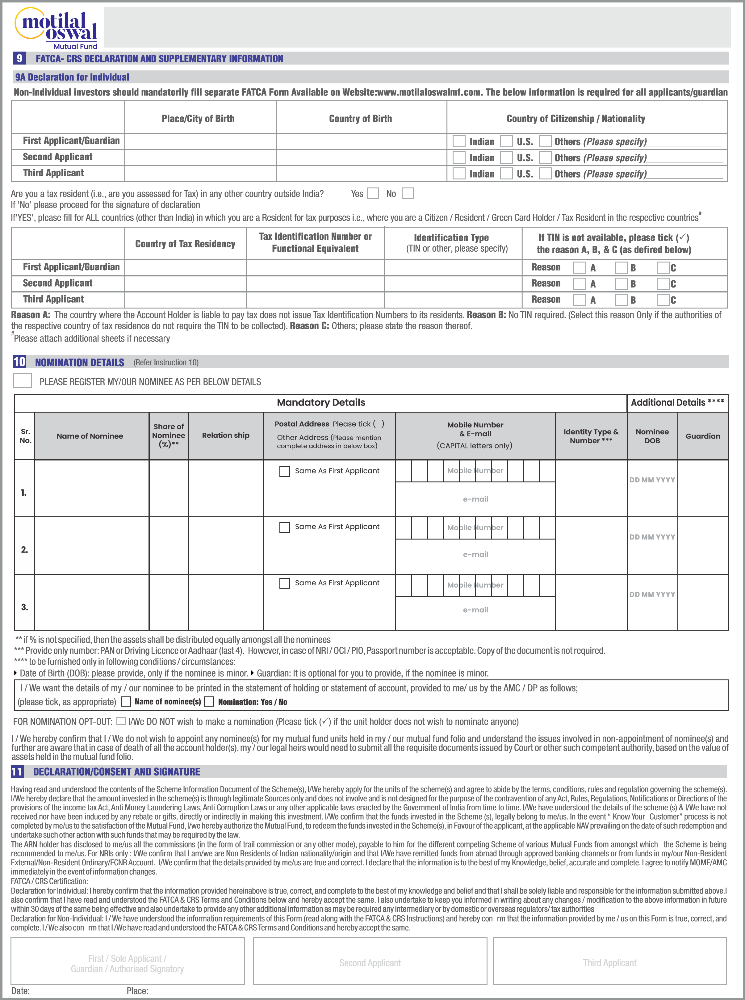 motilal
oswal
Mutual Fund
9 FATCA- CRS DECLARATION AND SUPPLEMENTARY INFORMATION
9A Declaration for Individual
Non-Individual investors should mandatorily fill separate FATCA Form Available on Website:www.motilaloswalmf.com. The below information is required for all applicants/guardian
Place/City of Birth Country of Birth Country of Citizenship / Nationality
First Applicant/Guardian Indian U.S. Others (Please specify)
Second Applicant Indian U.S. Others (Please specify)
Third Applicant Indian U.S. Others (Please specify)
Are you a tax resident (i.e., are you assessed for Tax) in any other country outside India? Yes No
If ‘No’ please proceed for the signature of declaration
If'YES', please fill for ALL countries (other than India) in which you are a Resident for tax purposes i.e., where you are a Citizen / Resident / Green Card Holder / Tax Resident in the respective countries#
Country of Tax Residency Tax Identification Number or Functional Equivalent Identification Type (TIN or other, please specify) If TIN is not available, please tick (✓) the reason A, B, & C (as defired below)
First Applicant/Guardian Reason A B C
Second Applicant Reason A B C
Third Applicant Reason A B C
Reason A: The country where the Account Holder is liable to pay tax does not issue Tax Identification Numbers to its residents. Reason B: No TIN required. (Select this reason Only if the authorities of
the respective country of tax residence do not require the TIN to be collected). Reason C: Others; please state the reason thereof.
#Please attach additional sheets if necessary
10 NOMINATION DETAILS (Refer Instruction 10)
PLEASE REGISTER MY/OUR NOMINEE AS PER BELOW DETAILS
Mandatory Details Additional Details ****
Sr. No. Name of Nominee Share of Nominee (%)** Relation ship Postal Address Please tick ( ) Other Address (Please mention complete address in below box) Mobile Number & E-mail (CAPITAL letters only) Identity Type & Number *** Nominee DOB Guardian
1. Same As First Applicant Mobile Number e-mail DD MM YYYY
2. Same As First Applicant Mobile Number e-mail DD MM YYYY
3. Same As First Applicant Mobile Number e-mail DD MM YYYY
** if % is not specified, then the assets shall be distributed equally amongst all the nominees
*** Provide only number: PAN or Driving Licence or Aadhaar (last 4). However, in case of NRI / OCI / PIO, Passport number is acceptable. Copy of the document is not required.
**** to be furnished only in following conditions / circumstances:
Date of Birth (DOB): please provide, only if the nominee is minor. Guardian: It is optional for you to provide, if the nominee is minor.
I / We want the details of my / our nominee to be printed in the statement of holding or statement of account, provided to me/ us by the AMC / DP as follows;
(please tick, as appropriate) Name of nominee(s) Nomination: Yes / No
FOR NOMINATION OPT-OUT: I/We DO NOT wish to make a nomination (Please tick (✓) if the unit holder does not wish to nominate anyone)
I / We hereby confirm that I / We do not wish to appoint any nominee(s) for my mutual fund units held in my / our mutual fund folio and understand the issues involved in non-appointment of nominee(s) and
further are aware that in case of death of all the account holder(s), my / our legal heirs would need to submit all the requisite documents issued by Court or other such competent authority, based on the value of
assets held in the mutual fund folio.
11 DECLARATION/CONSENT AND SIGNATURE
Having read and understood the contents of the Scheme Information Document of the Scheme(s), I/We hereby apply for the units of the scheme(s) and agree to abide by the terms, conditions, rules and regulation governing the scheme(s).
I/We hereby declare that the amount invested in the scheme(s) is through legitimate Sources only and does not involve and is not designed for the purpose of the contravention of any Act, Rules, Regulations, Notifications or Directions of the
provisions of the income tax Act, Anti Money Laundering Laws, Anti Corruption Laws or any other applicable laws enacted by the Government of India from time to time. I/We have understood the details of the scheme (s) & I/We have not
received nor have been induced by any rebate or gifts, directly or indirectly in making this investment. I/We confirm that the funds invested in the Scheme (s), legally belong to me/us. In the event “ Know Your Customer” process is not
completed by me/us to the satisfaction of the Mutual Fund, I/we hereby authorize the Mutual Fund, to redeem the funds invested in the Scheme(s), in Favour of the applicant, at the applicable NAV prevailing on the date of such redemption and
undertake such other action with such funds that may be required by the law.
The ARN holder has disclosed to me/us all the commissions (in the form of trail commission or any other mode), payable to him for the different competing Scheme of various Mutual Funds from amongst which the Scheme is being
recommended to me/us. For NRIs only : I/We confirm that I am/we are Non Residents of Indian nationality/origin and that I/We have remitted funds from abroad through approved banking channels or from funds in my/our Non-Resident
External/Non-Resident Ordinary/FCNR Account. I/We confirm that the details provided by me/us are true and correct. I declare that the information is to the best of my Knowledge, belief, accurate and complete. I agree to notify MOMF/AMC
immediately in the event of information changes.
FATCA / CRS Certification:
Declaration for Individual: I hereby confirm that the information provided hereinabove is true, correct, and complete to the best of my knowledge and belief and that I shall be solely liable and responsible for the information submitted above.I
also confirm that I have read and understood the FATCA & CRS Terms and Conditions below and hereby accept the same. I also undertake to keep you informed in writing about any changes / modification to the above information in future
within 30 days of the same being effective and also undertake to provide any other additional information as may be required any intermediary or by domestic or overseas regulators/ tax authorities
Declaration for Non-Individual: I / We have understood the information requirements of this Form (read along with the FATCA & CRS Instructions) and hereby con rm that the information provided by me / us on this Form is true, correct, and
complete. I / We also con rm that I /We have read and understood the FATCA & CRS Terms and Conditions and hereby accept the same.
First / Sole Applicant /
Guardian / Authorised Signatory
Second Applicant
Third Applicant
Date: Place: